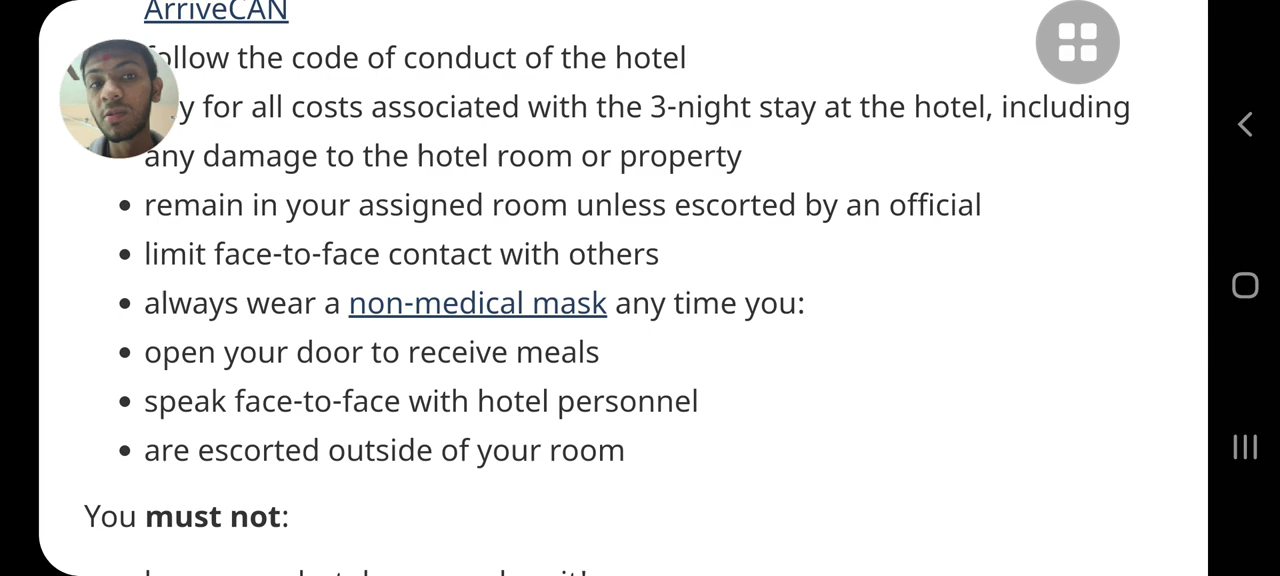 ArriveCAN
follow the code of conduct of the hotel
for all costs associated with the 3-night stay at the hotel, including
any damage to the hotel room or property
• remain in your assigned room unless escorted by an official
• limit face-to-face contact with others
• always wear a non-medical mask any time you:
• open your door to receive meals
• speak face-to-face with hotel personnel
• are escorted outside of your room
You must not: